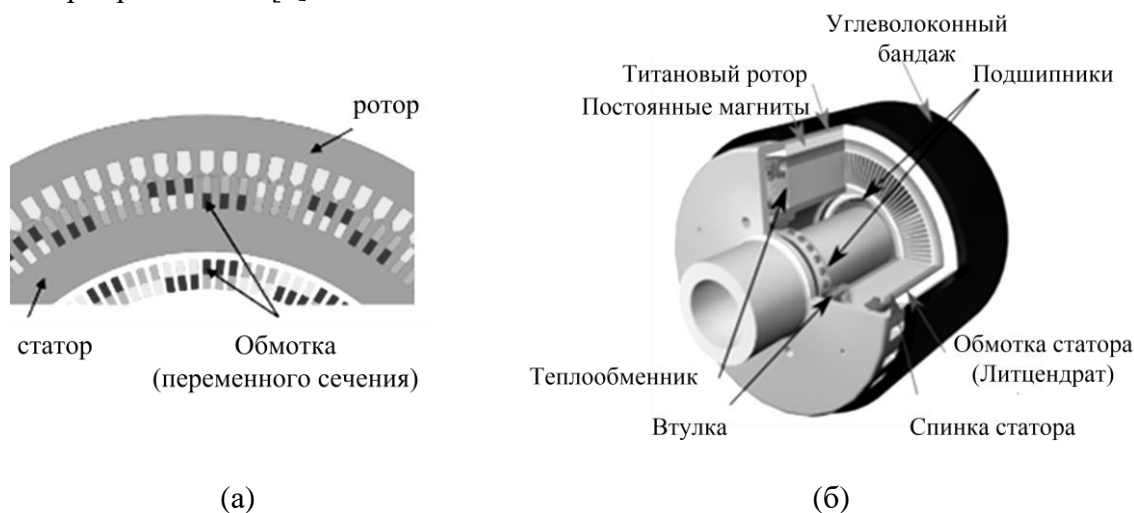 ротор
статор
Обмотка
(переменного сечения)
(а)
Углеволоконный
бандаж
Титановый ротор
Подшипники
Постоянные магниты
Теплообменник
Втулка
Обмотка статора
(Литцендрат)
Спинка статора
(б)